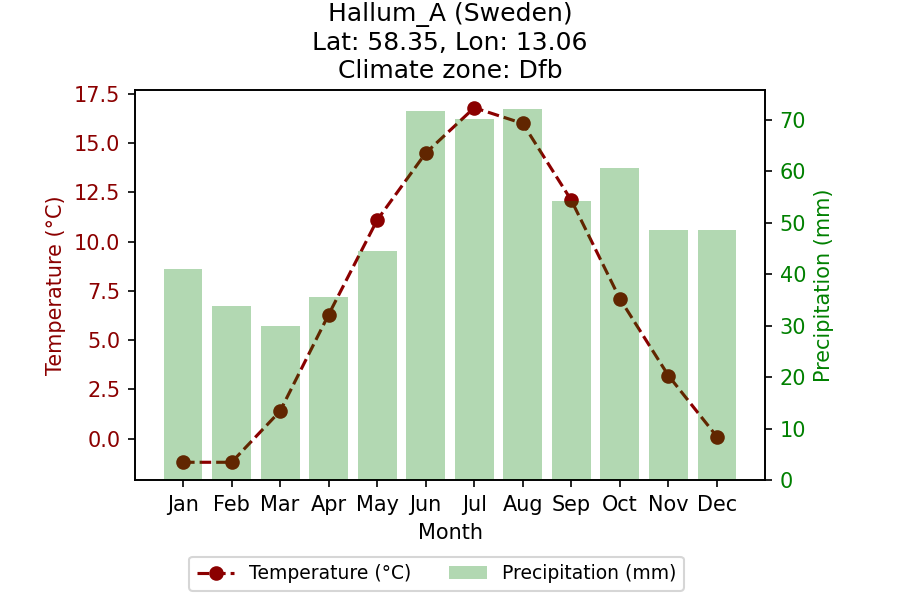 Hallum_A (Sweden)
Lat: 58.35, Lon: 13.06
Climate zone: Dfb
17.5
15.0
12.5
10.0
7.5
5.0
2.5
0.0
Temperature (°C)
70
60
50
40
30
20
10
0
Precipitation (mm)
Jan Feb Mar Apr May Jun Jul Aug Sep Oct Nov Dec
Month
Temperature (°C) Precipitation (mm)